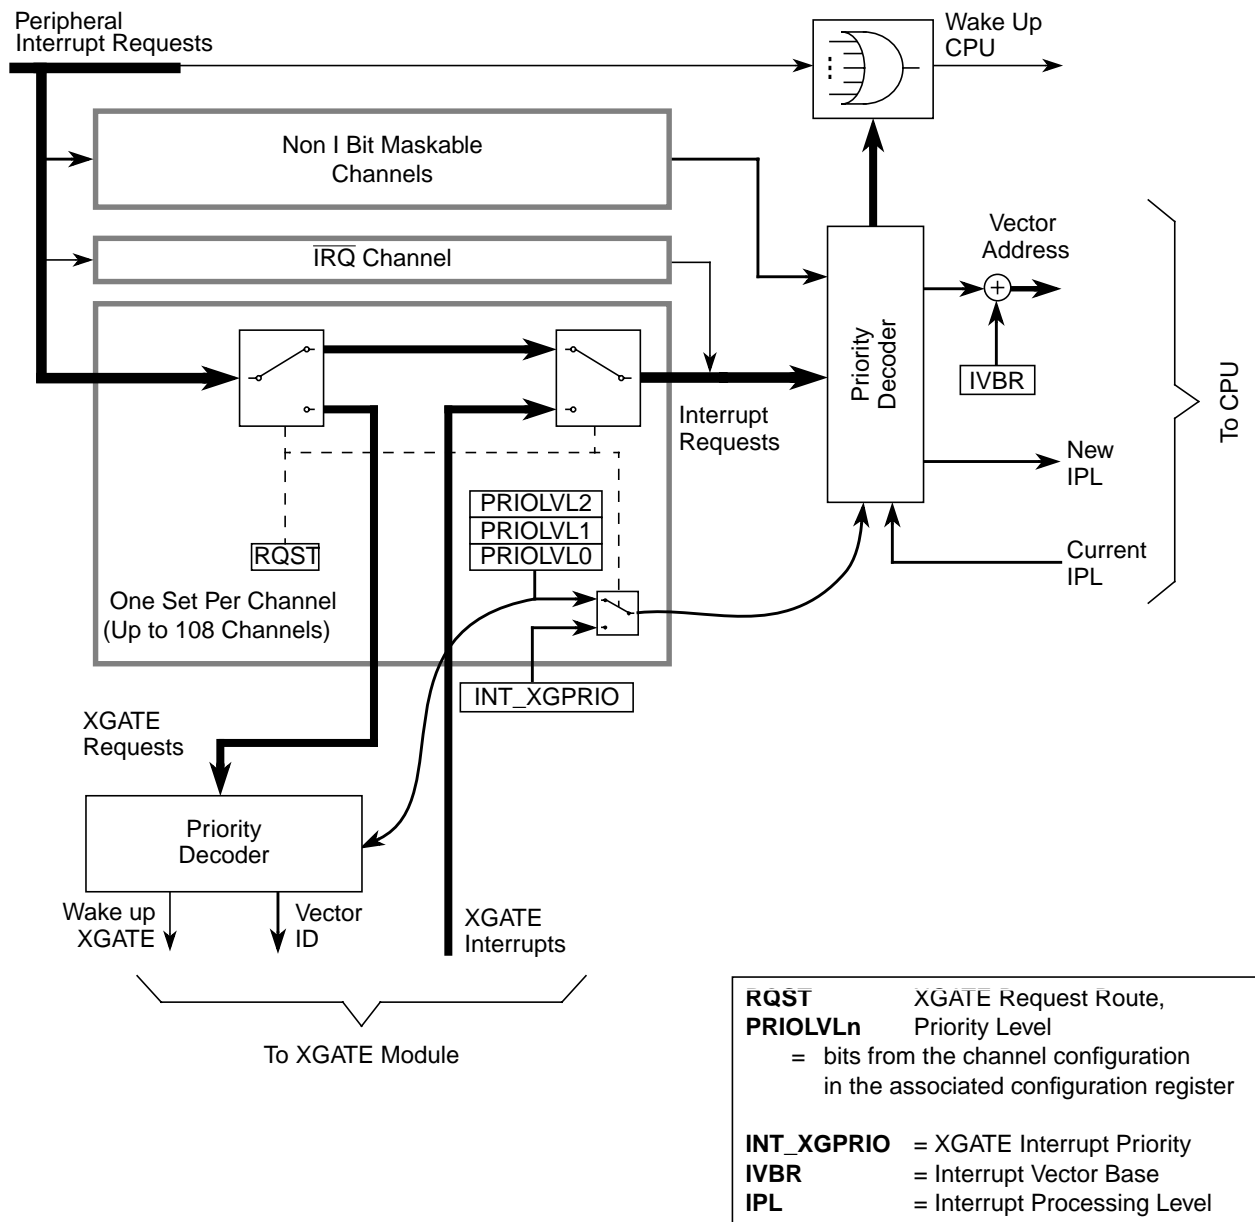 Peripheral
Interrupt Requests
Wake Up
CPU
Non I Bit Maskable
Channels
IRQ Channel
Vector
Address
Priority
Decoder
IVBR
To CPU
Interrupt
Requests
New
IPL
PRIOLVL2
PRIOLVL1
PRIOLVL0
RQST
Current
IPL
One Set Per Channel
(Up to 108 Channels)
INT_XGPRIO
XGATE
Requests
Priority
Decoder
Wake up
XGATE
Vector
ID
XGATE
Interrupts
To XGATE Module
RQST XGATE Request Route,
PRIOLVLn Priority Level
= bits from the channel configuration
in the associated configuration register
INT_XGPRIO = XGATE Interrupt Priority
IVBR = Interrupt Vector Base
IPL = Interrupt Processing Level